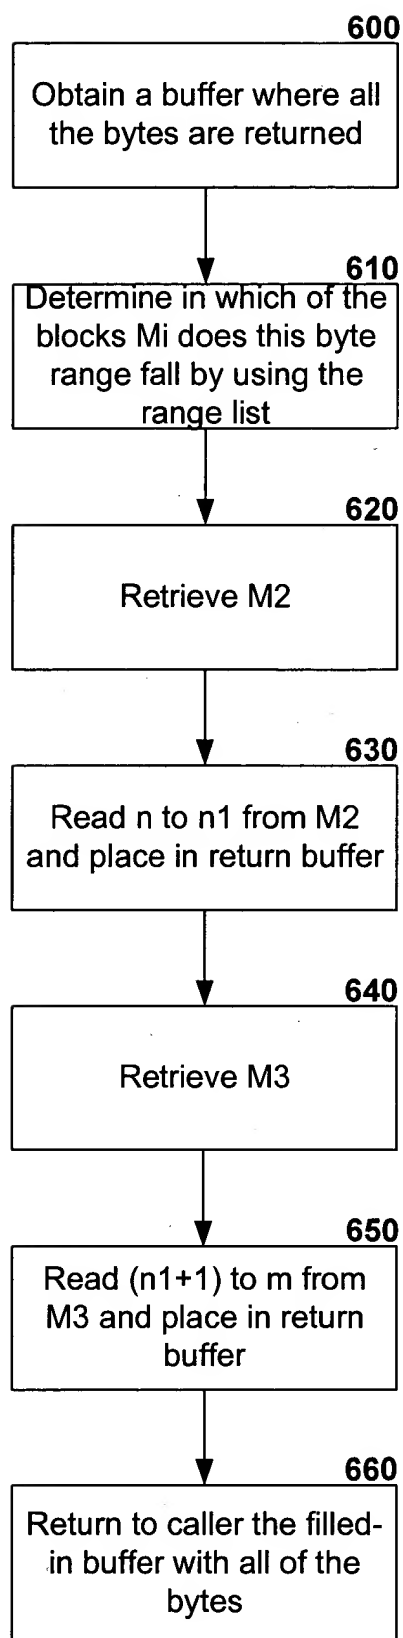 600
Obtain a buffer where all
the bytes are returned
610
Determine in which of the
blocks Mi does this byte
range fall by using the
range list
620
Retrieve M2
630
Read n to n1 from M2
and place in return buffer
640
Retrieve M3
650
Read (n1+1) to m from
M3 and place in return
buffer
660
Return to caller the filled-
in buffer with all of the
bytes